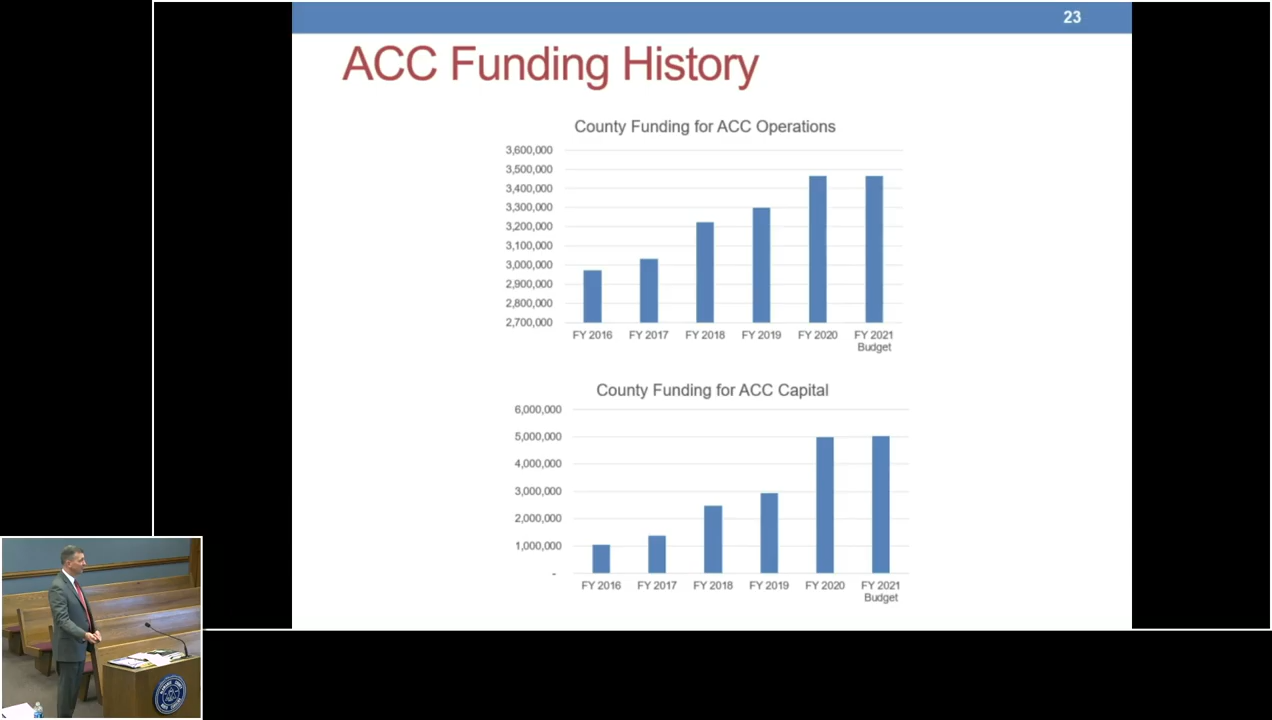 23
ACC Funding History
County Funding for ACC Operations
3,600,000
3,500,000
3,400,000
3,300,000
3,200,000
3,100,000
3,000,000
2,900,000
2,800,000
2,700,000
FY 2016 FY 2017 FY 2018 FY 2019 FY 2020 FY 2021
Budget
County Funding for ACC Capital
6,000,000
5,000,000
4,000,000
3,000,000
2,000,000
1,000,000
-
FY 2016 FY 2017 FY 2018 FY 2019 FY 2020 FY 2021
Budget